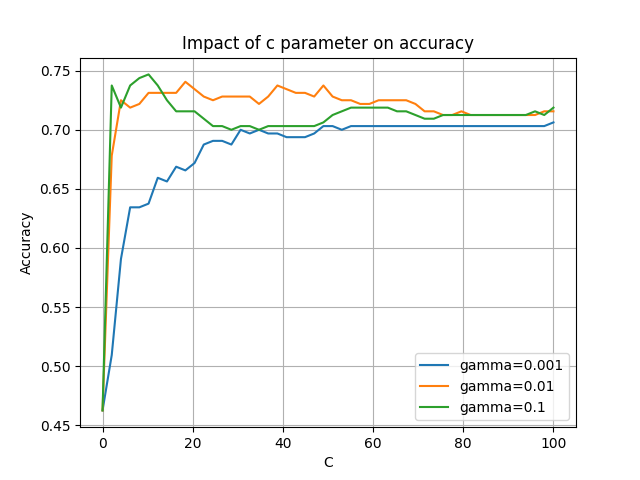 Impact of c parameter on accuracy
0.75
0.70
0.65
0.60
0.55
0.50
0.45
Accuracy
gamma=0.001
gamma=0.01
gamma=0.1
0 20 40 60 80 100
C